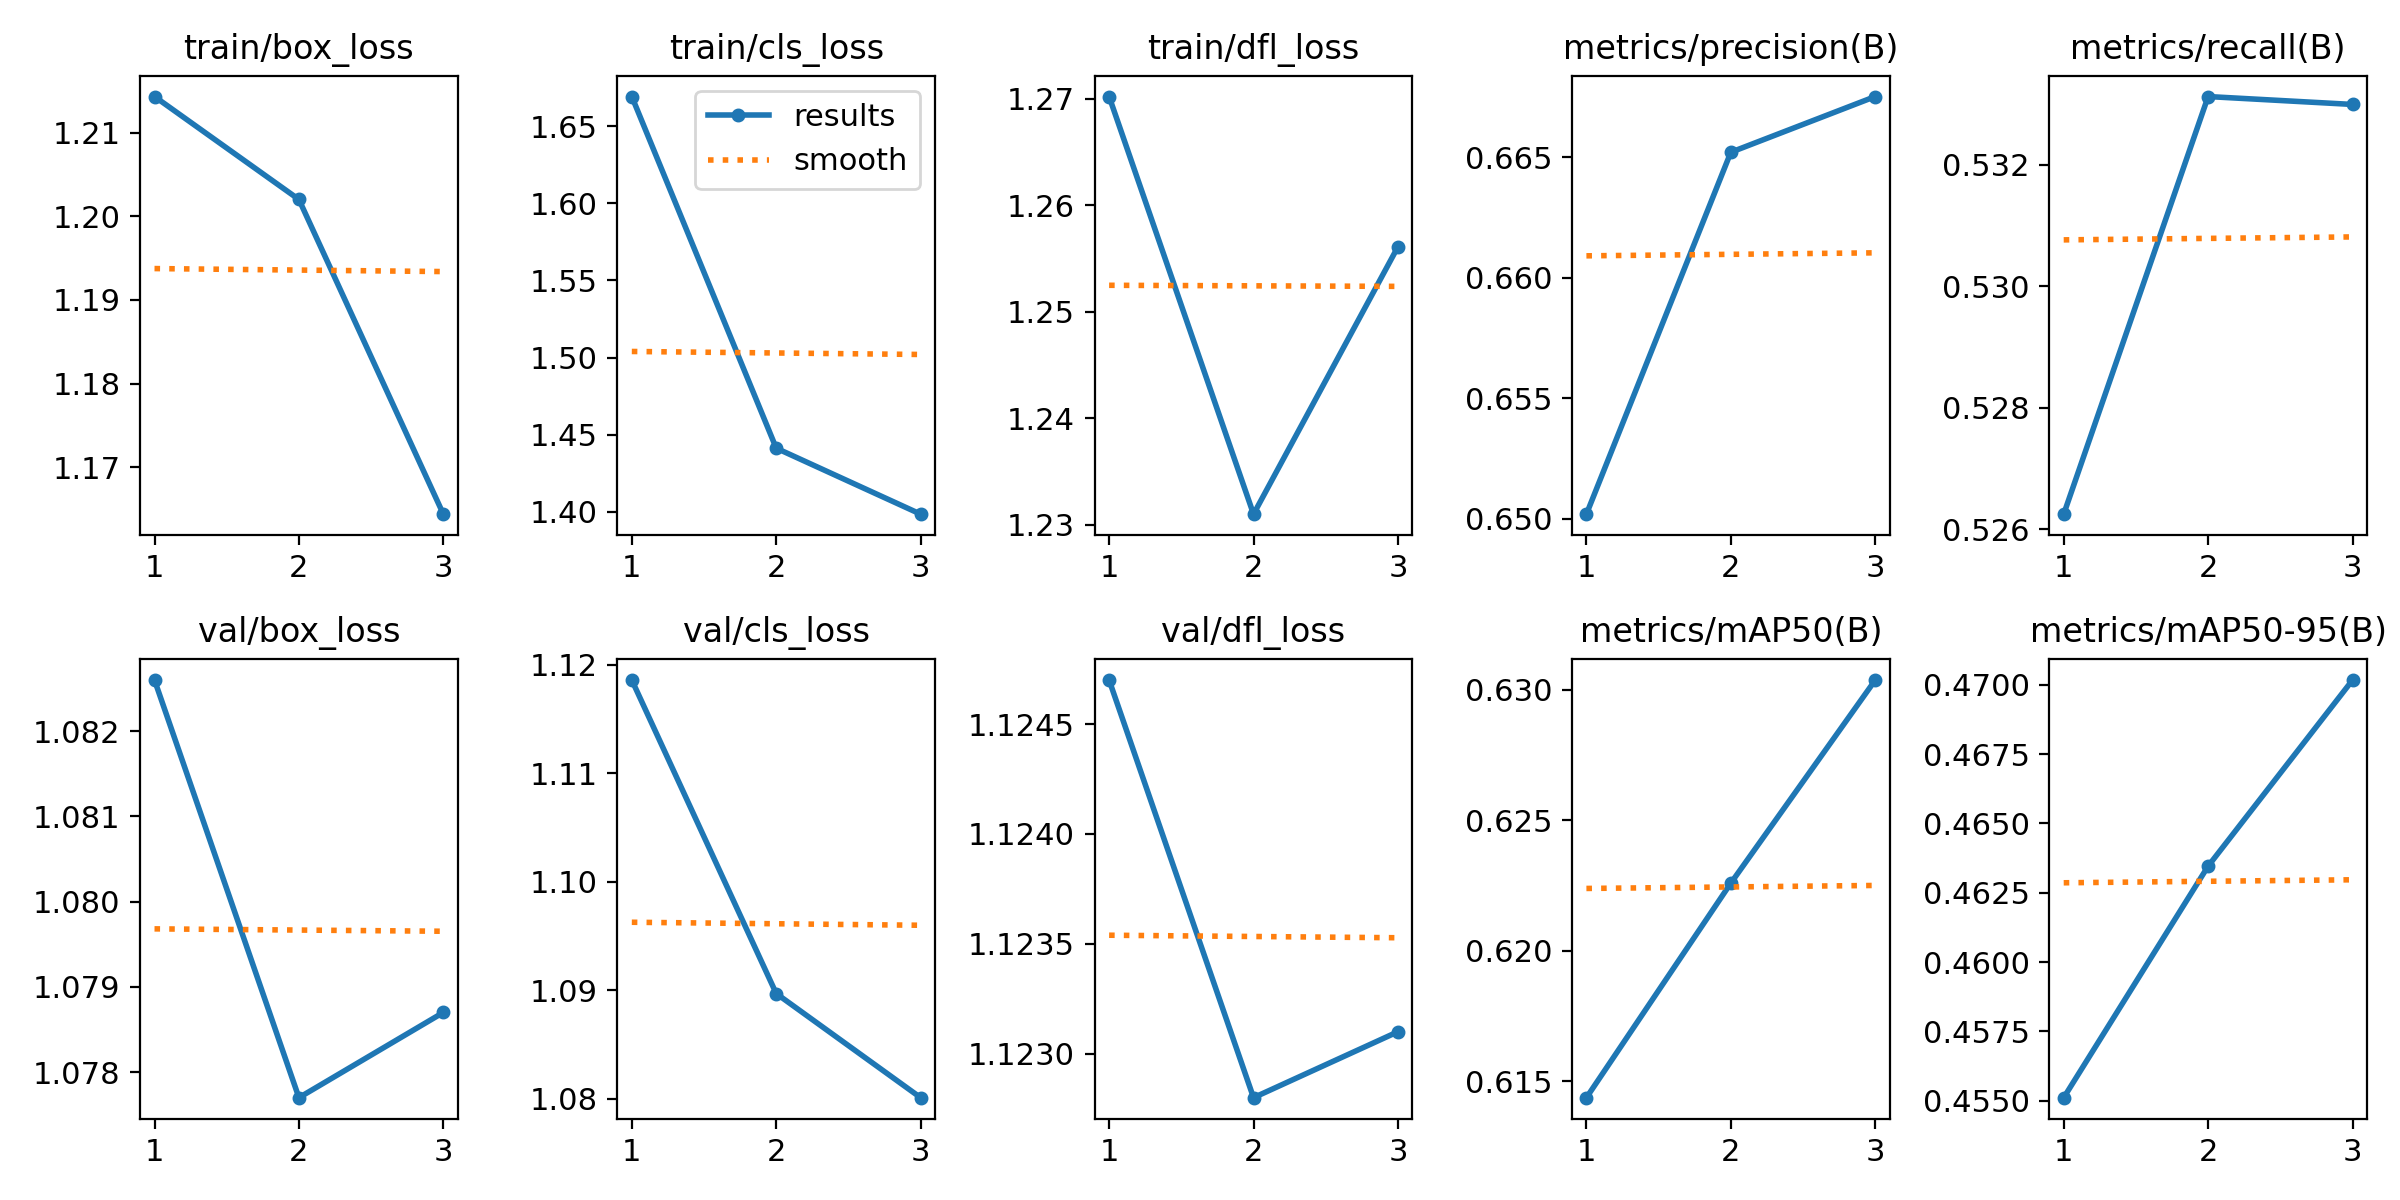 train/box_loss
1.21
1.20
1.19
1.18
1.17
1 2 3
train/cls_loss
results
smooth
1.65
1.60
1.55
1.50
1.45
1.40
1 2 3
train/dfl_loss
1.27
1.26
1.25
1.24
1.23
1 2 3
metrics/precision(B)
0.665
0.660
0.655
0.650
1 2 3
metrics/recall(B)
0.532
0.530
0.528
0.526
1 2 3
val/box_loss
1.082
1.081
1.080
1.079
1.078
1 2 3
val/cls_loss
1.12
1.11
1.10
1.09
1.08
1 2 3
val/dfl_loss
1.1245
1.1240
1.1235
1.1230
1 2 3
metrics/mAP50(B)
0.630
0.625
0.620
0.615
1 2 3
metrics/mAP50-95(B)
0.4700
0.4675
0.4650
0.4625
0.4600
0.4575
0.4550
1 2 3